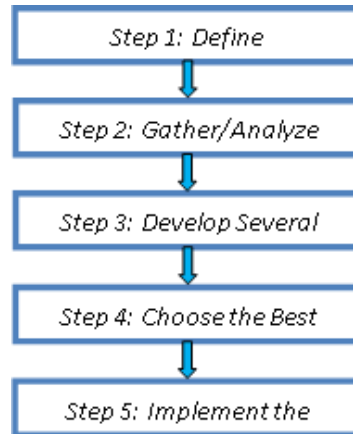 Step 1: Define
Step 2: Gather/Analyze
Step 3: Develop Several
Step 4: Choose the Best
Step 5: Implement the